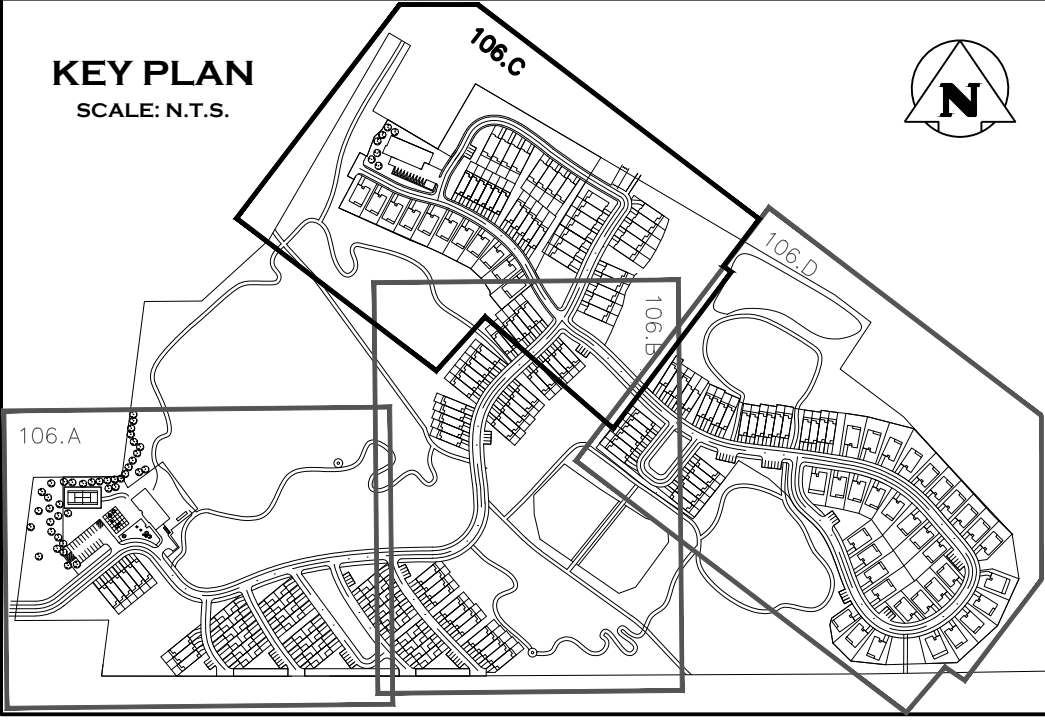 KEY PLAN
SCALE: N.T.S.
106.C
N
106.D
106.B
106.A